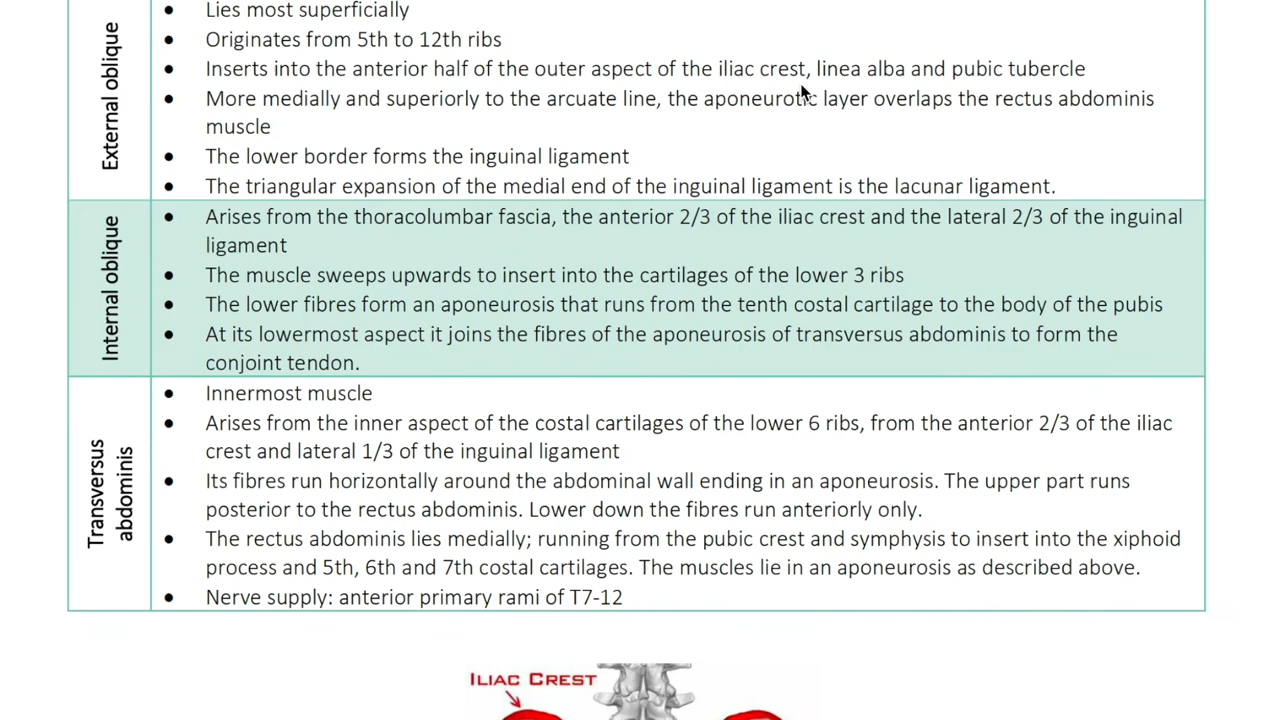 External oblique
• Lies most superficially
• Originates from 5th to 12th ribs
• Inserts into the anterior half of the outer aspect of the iliac crest, linea alba and pubic tubercle
• More medially and superiorly to the arcuate line, the aponeurotic layer overlaps the rectus abdominis
muscle
• The lower border forms the inguinal ligament
• The triangular expansion of the medial end of the inguinal ligament is the lacunar ligament.
Internal oblique
• Arises from the thoracolumbar fascia, the anterior 2/3 of the iliac crest and the lateral 2/3 of the inguinal
ligament
• The muscle sweeps upwards to insert into the cartilages of the lower 3 ribs
• The lower fibres form an aponeurosis that runs from the tenth costal cartilage to the body of the pubis
• At its lowermost aspect it joins the fibres of the aponeurosis of transversus abdominis to form the
conjoint tendon.
Transversus
abdominis
• Innermost muscle
• Arises from the inner aspect of the costal cartilages of the lower 6 ribs, from the anterior 2/3 of the iliac
crest and lateral 1/3 of the inguinal ligament
• Its fibres run horizontally around the abdominal wall ending in an aponeurosis. The upper part runs
posterior to the rectus abdominis. Lower down the fibres run anteriorly only.
• The rectus abdominis lies medially; running from the pubic crest and symphysis to insert into the xiphoid
process and 5th, 6th and 7th costal cartilages. The muscles lie in an aponeurosis as described above.
• Nerve supply: anterior primary rami of T7-12
ILIAC CREST